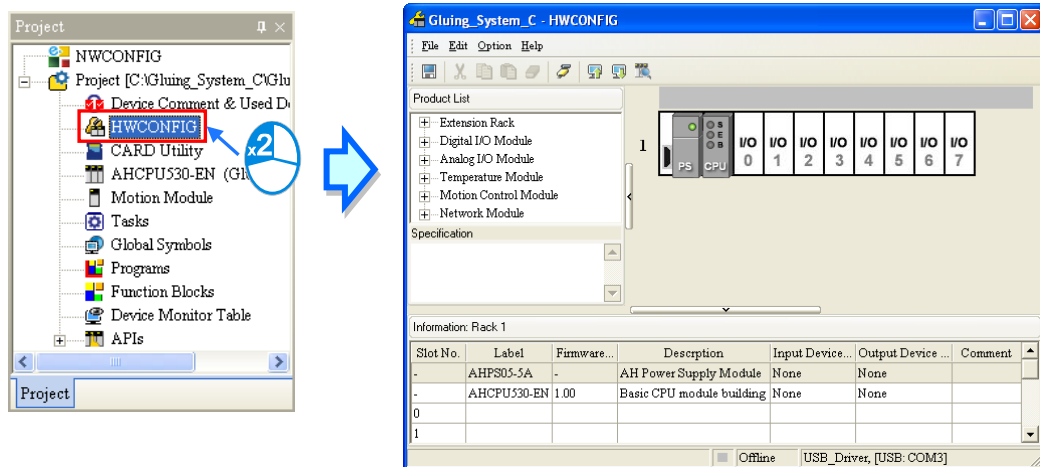 Project
NWCONFIG
Project [C:\Gluing_System_C\Glu
Device Comment & Used D
HWCONFIG
x2
CARD Utility
AHCPU530-EN (Gl
Motion Module
Tasks
Global Symbols
Programs
Function Blocks
Device Monitor Table
APIs
Project
Gluing_System_C - HWCONFIG
File Edit Option Help
Product List
Extension Rack
Digital I/O Module
Analog I/O Module
Temperature Module
Motion Control Module
Network Module
Specification
1
PS CPU
S
E
B
I/O I/O I/O I/O I/O I/O I/O I/O
0 1 2 3 4 5 6 7
Information: Rack 1
Slot No. Label Firmware... Descrption Input Device... Output Device ... Comment
- AHPS05-5A - AH Power Supply Module None None
- AHCPU530-EN 1.00 Basic CPU module building None None
0
1
Offline USB_Driver, [USB: COM3]